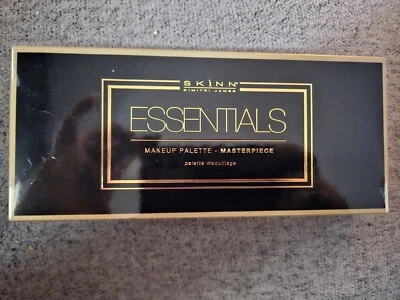 SKINN
DIMITRI JAMES
ESSENTIALS
MAKEUP PALETTE - MASTERPIECE
palette maquillage